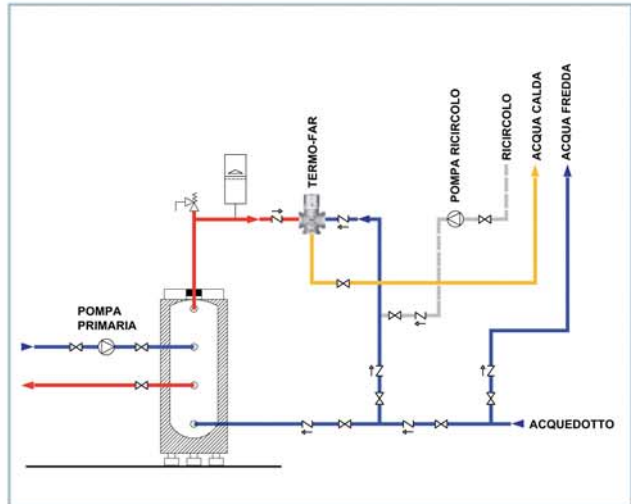 TERMO-FAR
POMPA RICIRCOLO
RICIRCOLO
ACQUA CALDA
ACQUA FREDDA
POMPA
PRIMARIA
ACQUEDOTTO